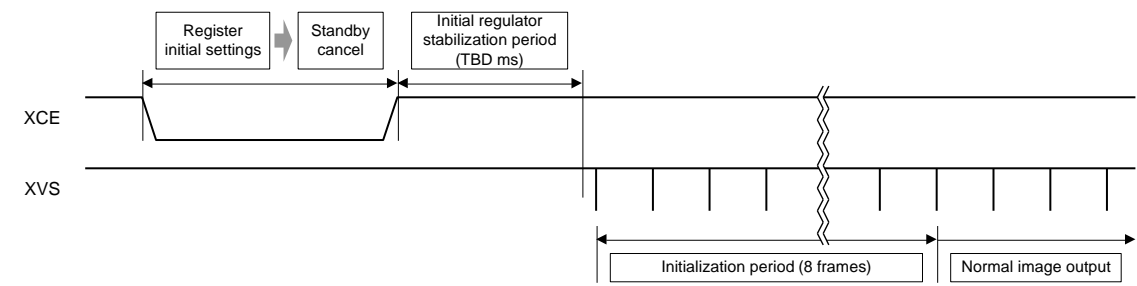 Register
initial settings
Standby
cancel
Initial regulator
stabilization period
(TBD ms)
XCE
XVS
Initialization period (8 frames)
Normal image output